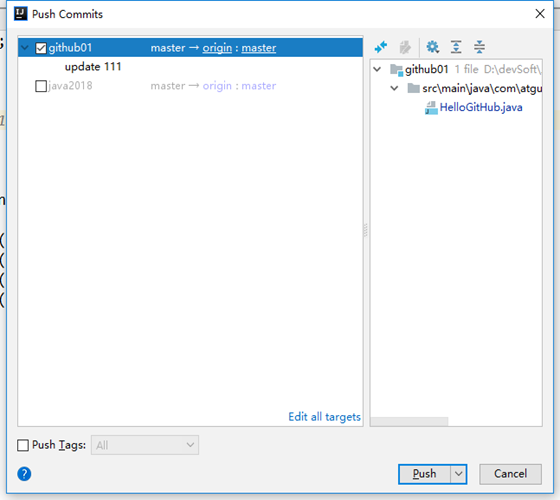 Push Commits
github01 master → origin : master
update 111
java2018 master → origin : master
Edit all targets
github01 1 file D:\devSoft\
src\main\java\com\atgu
HelloGitHub.java
Push Tags: All
? Push Cancel